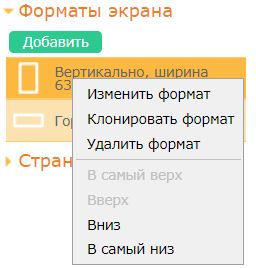 Форматы экрана
Добавить
Вертикально, ширина
63
Изменить формат
Клонировать формат
Гор
Удалить формат
Стран
В самый верх
Вверх
Вниз
В самый низ